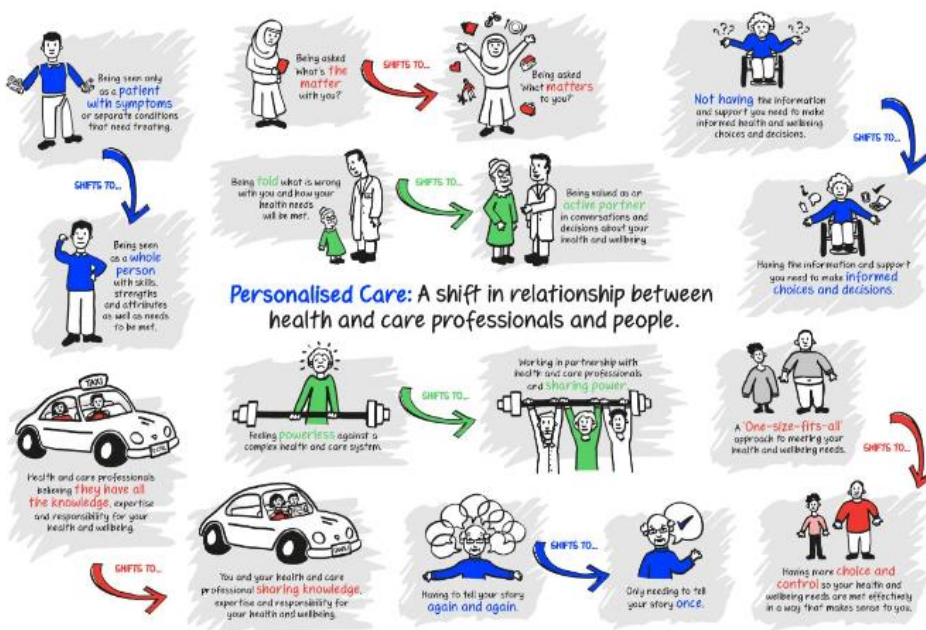 Being seen only
as a patient
with symptoms
or separate conditions
that need treating.
SHIFTS TO...
Being seen
as a whole
person
with skills,
strengths
and attributes
as well as needs
to be met.
Being asked
what's the
matter
with you?
SHIFTS TO...
Being asked
'What matters
to you?'
Not having the information
and support you need to make
informed health and wellbeing
choices and decisions.
SHIFTS TO...
Having the information and support
you need to make informed
choices and decisions.
Being told what is wrong
with you and how your
health needs
will be met.
SHIFTS TO...
Being valued as an
active partner
in conversations and
decisions about your
health and wellbeing
Personalised Care: A shift in relationship between
health and care professionals and people.
TAXI
Health and care professionals
believing they have all
the knowledge, expertise
and responsibility for your
health and wellbeing.
SHIFTS TO...
You and your health and care
professional sharing knowledge,
expertise and responsibility for
your health and wellbeing.
Feeling powerless against a
complex health and care system.
SHIFTS TO...
Working in partnership with
health and care professionals
and sharing power.
A 'One-size-fits-all'
approach to meeting your
health and wellbeing needs.
SHIFTS TO...
Having more choice and
control so your health and
wellbeing needs are met effectively
in a way that makes sense to you.
Having to tell your story
again and again.
SHIFTS TO...
Only needing to tell
your story once.